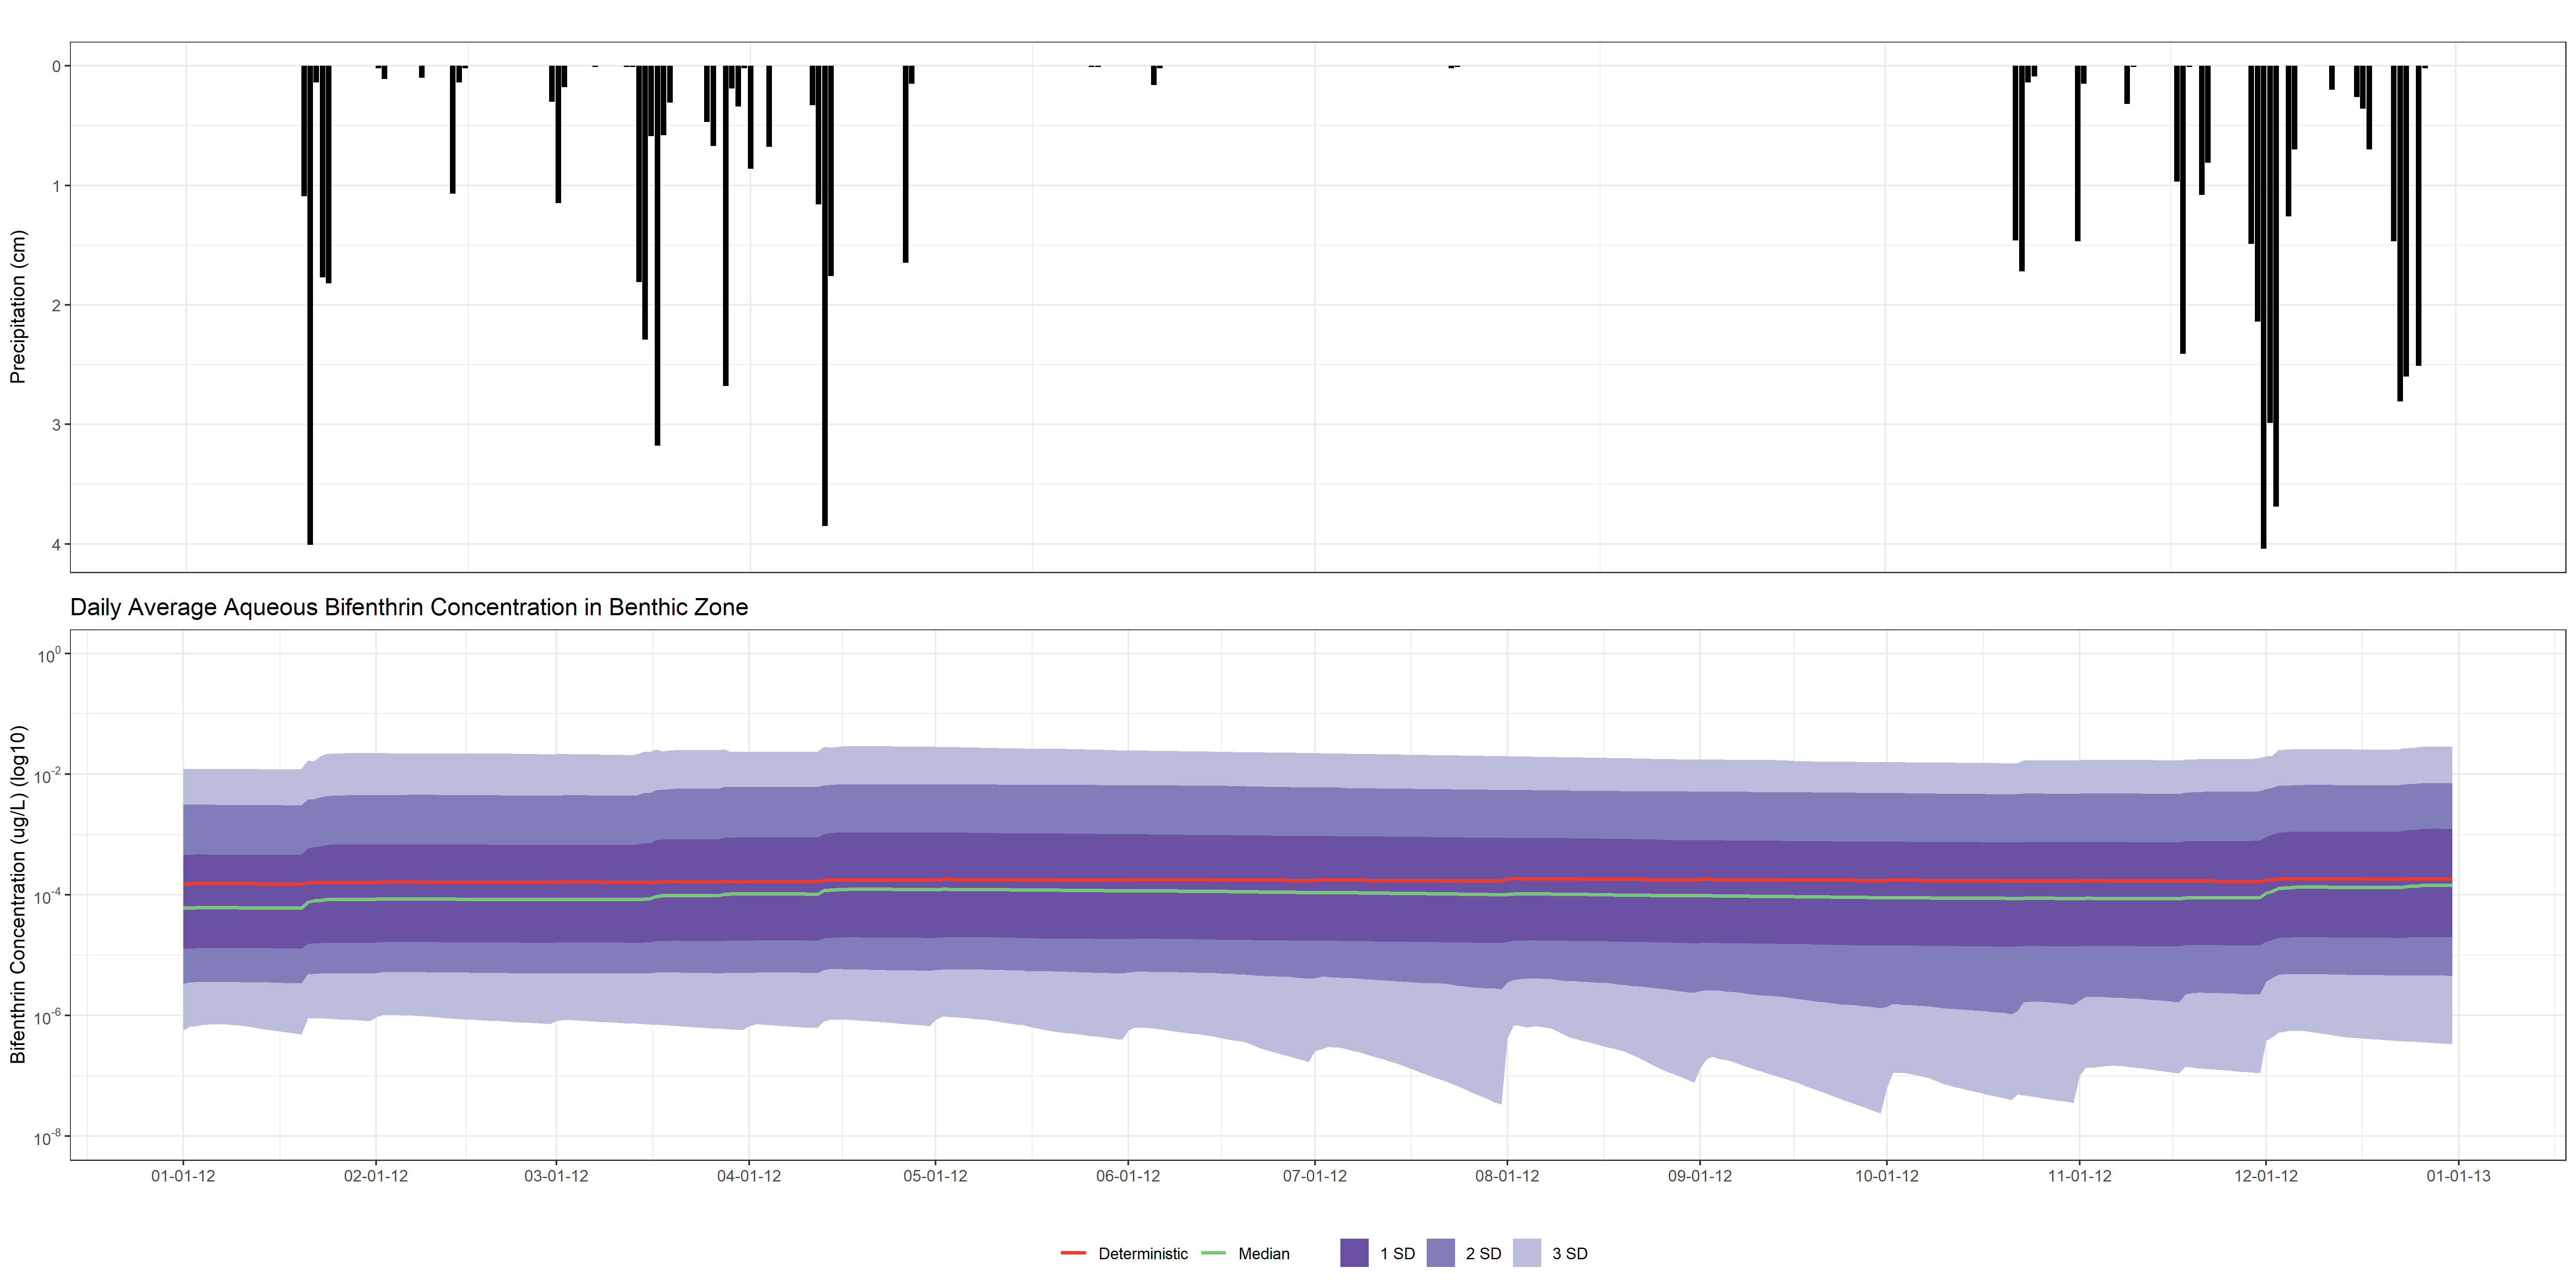 0
1
2
3
4
Precipitation (cm)
Daily Average Aqueous Bifenthrin Concentration in Benthic Zone
10^0
10^-2
10^-4
10^-6
10^-8
Bifenthrin Concentration (ug/L) (log10)
01-01-12 02-01-12 03-01-12 04-01-12 05-01-12 06-01-12 07-01-12 08-01-12 09-01-12 10-01-12 11-01-12 12-01-12 01-01-13
Deterministic Median 1 SD 2 SD 3 SD